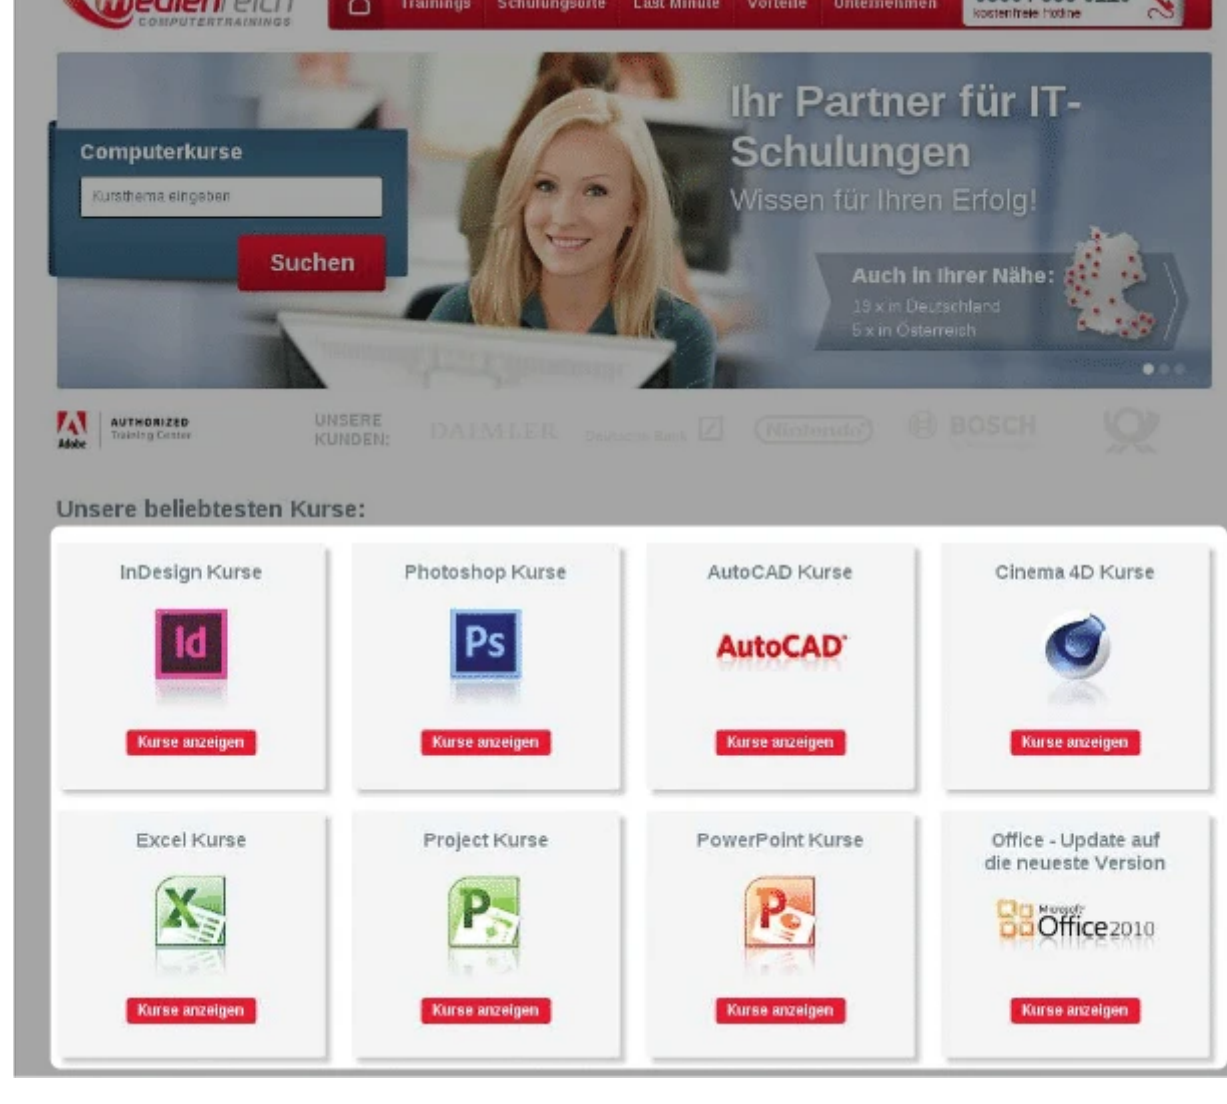 medienreich
COMPUTERTRAININGS
Trainings Schulungsorte Last Minute Vorteile Unternehmen
kostenfreie Hotline
Ihr Partner für IT-
Schulungen
Wissen für Ihren Erfolg!
Computerkurse
Kursthema eingeben
Suchen
Auch in Ihrer Nähe:
19 x in Deutschland
5 x in Österreich
Adobe
AUTHORIZED
Training Center
UNSERE
KUNDEN:
DAIMLER
Deutsche Bank
Nintendo
BOSCH
Unsere beliebtesten Kurse:
InDesign Kurse
Photoshop Kurse
AutoCAD Kurse
Cinema 4D Kurse
Id
Ps
AutoCAD
Kurse anzeigen
Kurse anzeigen
Kurse anzeigen
Kurse anzeigen
Excel Kurse
Project Kurse
PowerPoint Kurse
Office - Update auf
die neueste Version
X
P
P
Microsoft
Office 2010
Kurse anzeigen
Kurse anzeigen
Kurse anzeigen
Kurse anzeigen